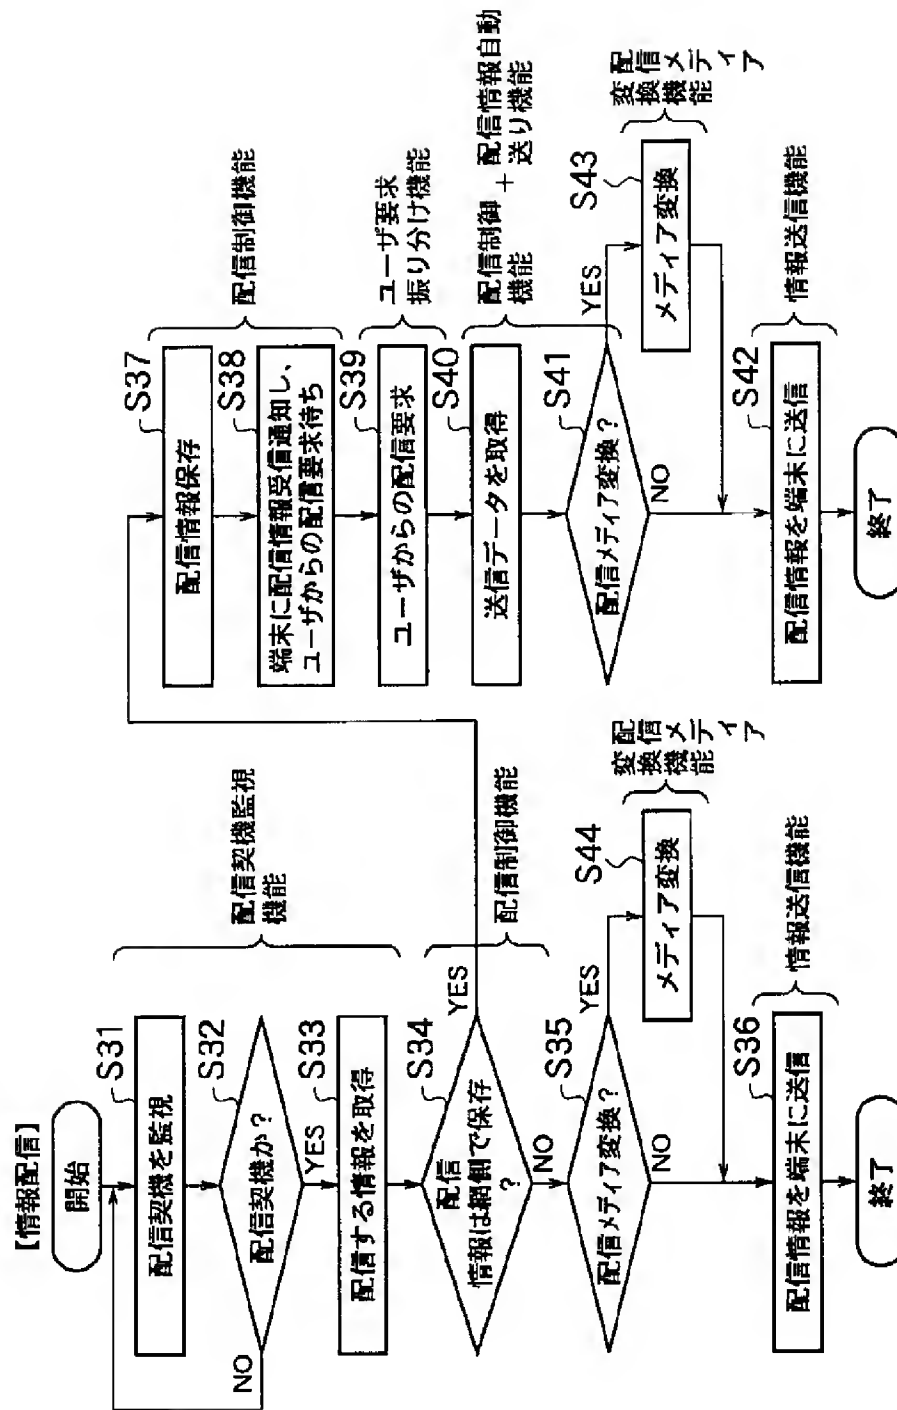 【情報配信】
開始
S31
配信契機を監視
S32
配信契機か？
NO
YES
S33
配信する情報を取得
配信契機監視
機能
S34
配信
情報は網側で保存
？
YES
NO
配信制御機能
S35
配信メディア変換？
YES
NO
S44
メディア変換
配信メディア
変換機能
S36
配信情報を端末に送信
情報送信機能
終了
S37
配信情報保存
S38
端末に配信情報受信通知し、
ユーザからの配信要求待ち
配信制御機能
S39
ユーザからの配信要求
ユーザ要求
振り分け機能
S40
送信データを取得
配信制御
機能
+
配信情報自動
送り機能
S41
配信メディア変換？
YES
NO
S43
メディア変換
配信メディア
変換機能
S42
配信情報を端末に送信
情報送信機能
終了